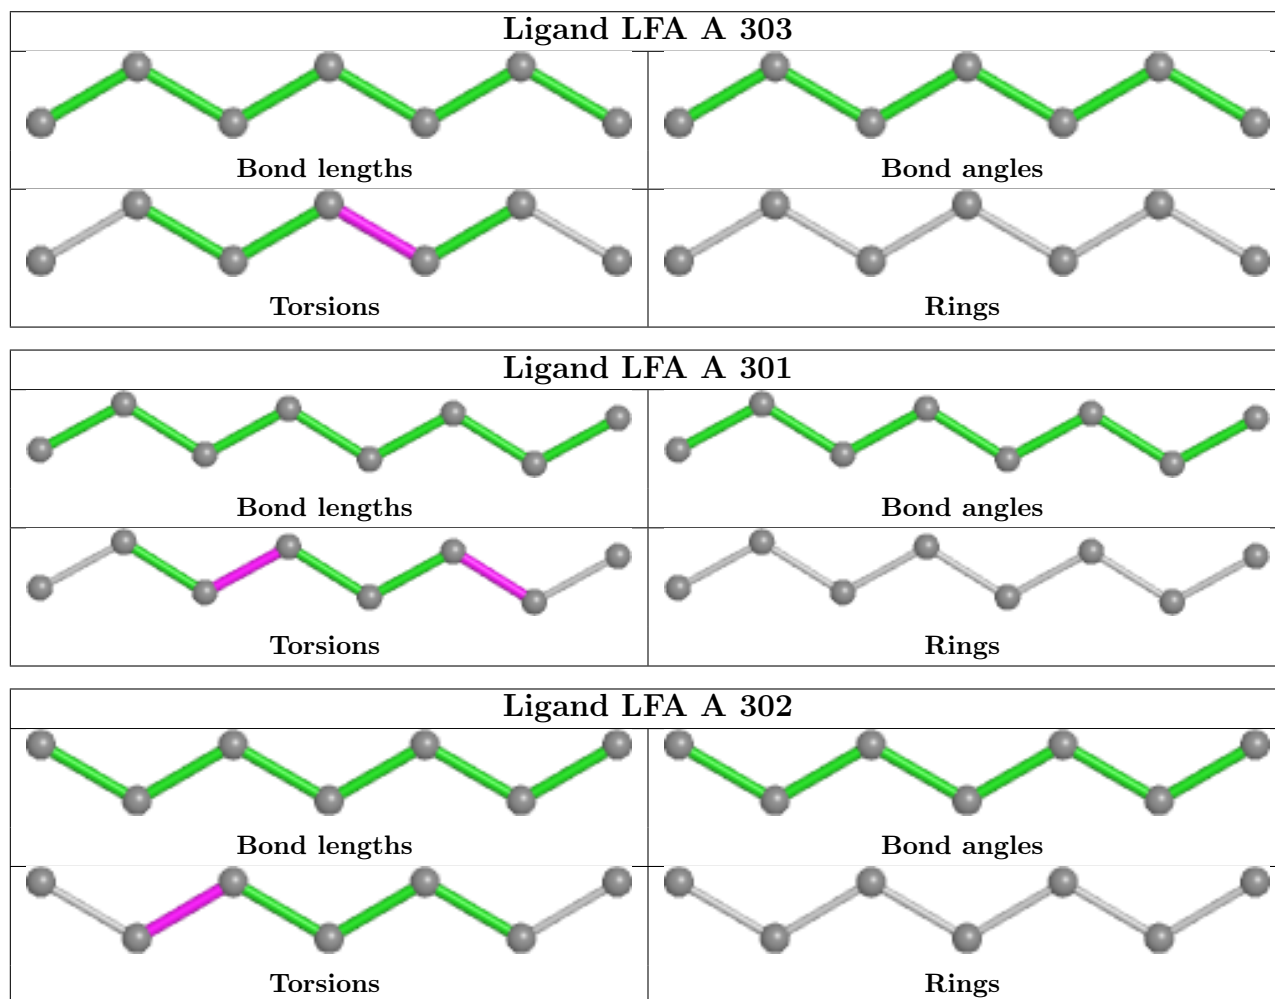 Ligand LFA A 303
Bond lengths Bond angles
Torsions Rings
Ligand LFA A 301
Bond lengths Bond angles
Torsions Rings
Ligand LFA A 302
Bond lengths Bond angles
Torsions Rings